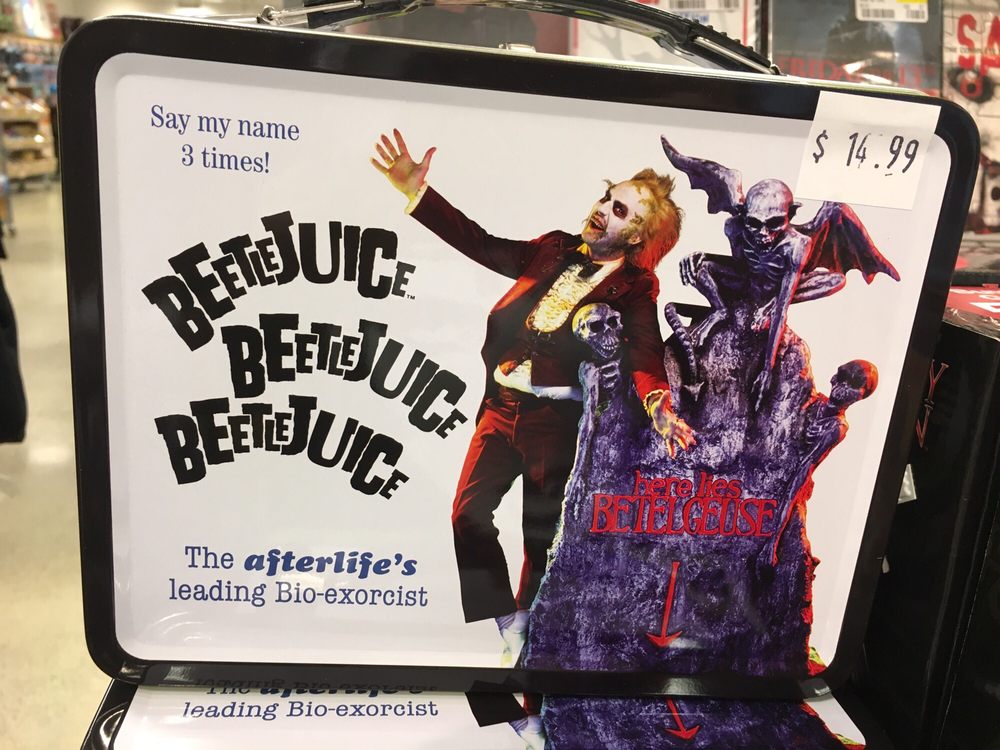 Say my name
3 times!
$ 14.99
BEETLEJUICE™
BEETLEJUICE
BEETLEJUICE
here lies
BETELGEUSE
The afterlife's
leading Bio-exorcist
leading Bio-exorcist